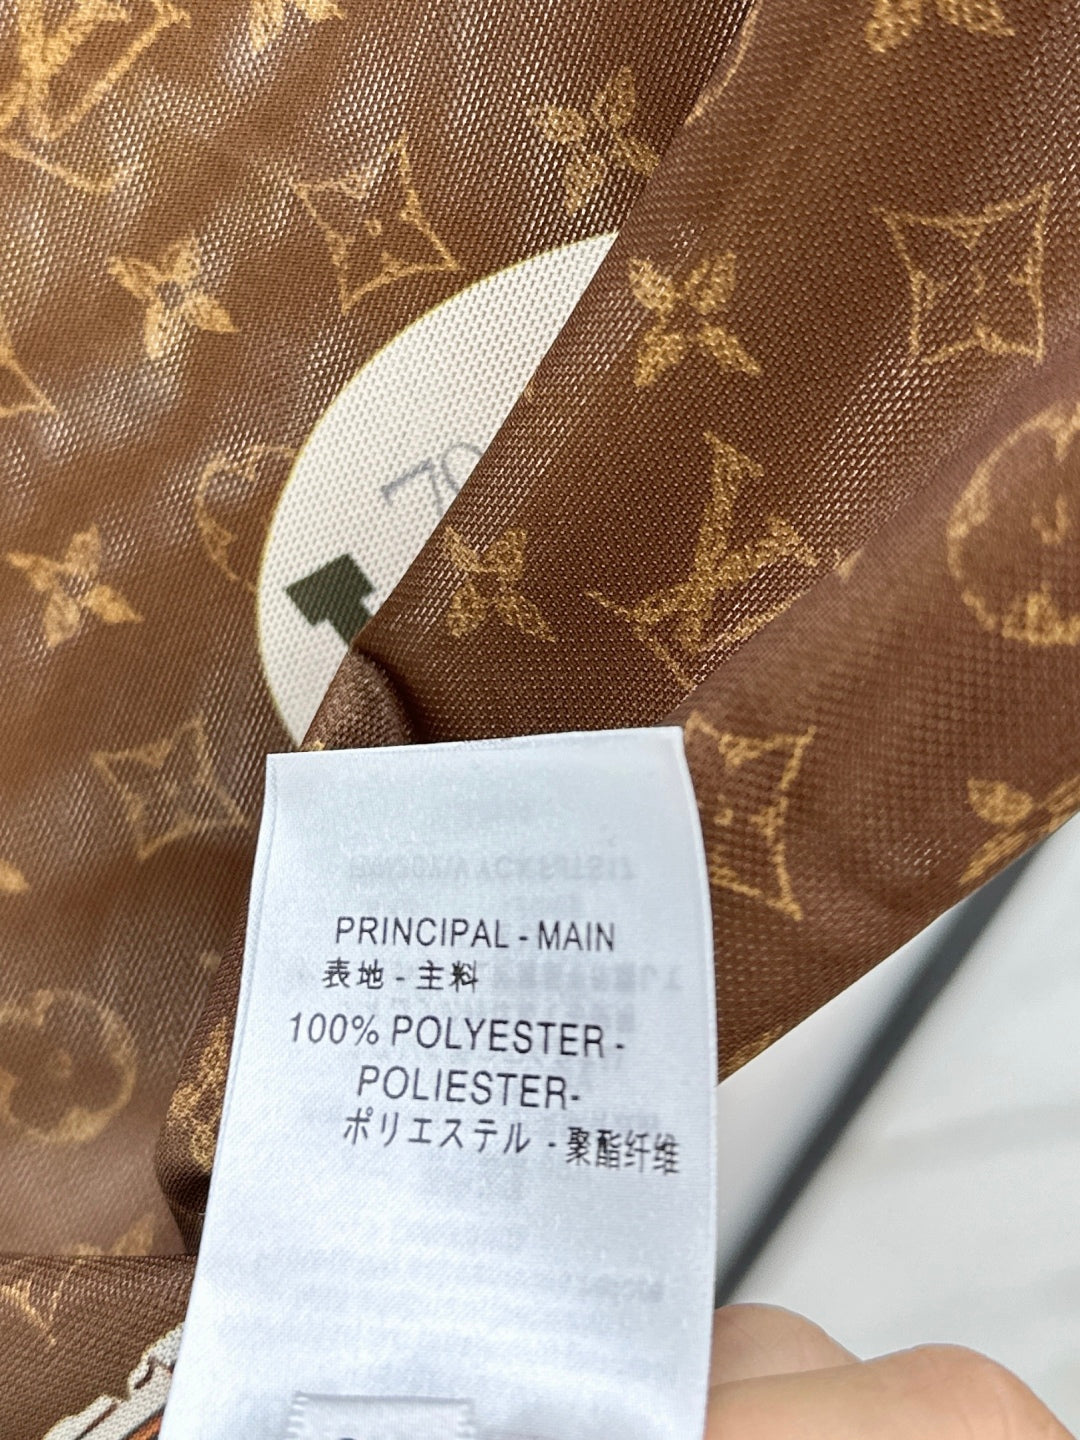 70
PRINCIPAL - MAIN
表地 - 主料
100% POLYESTER -
POLIESTER-
ポリエステル - 聚酯纤维